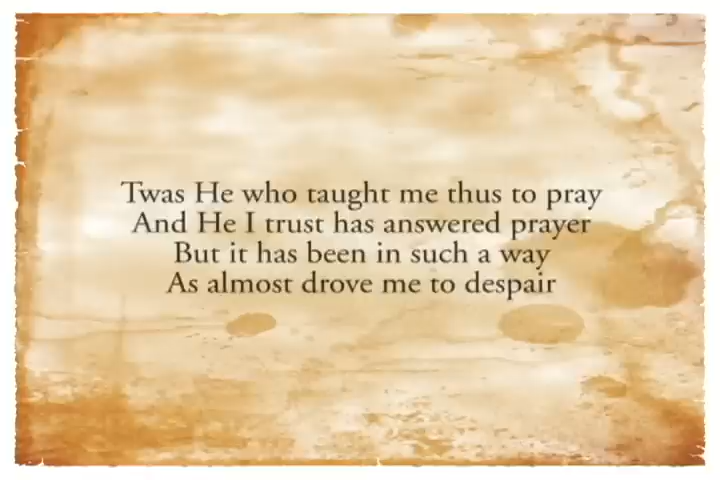 Twas He who taught me thus to pray
And He I trust has answered prayer
But it has been in such a way
As almost drove me to despair